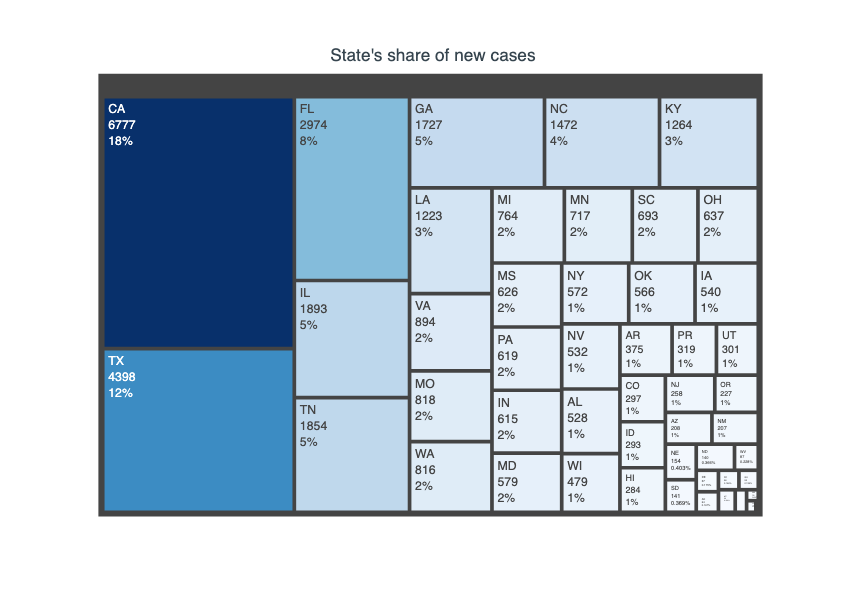 State's share of new cases
CA
6777
18%
TX
4398
12%
FL
2974
8%
IL
1893
5%
TN
1854
5%
GA
1727
5%
NC
1472
4%
KY
1264
3%
LA
1223
3%
VA
894
2%
MO
818
2%
WA
816
2%
MI
764
2%
MN
717
2%
SC
693
2%
OH
637
2%
MS
626
2%
PA
619
2%
IN
615
2%
MD
579
2%
NY
572
1%
OK
566
1%
IA
540
1%
NV
532
1%
AL
528
1%
WI
479
1%
AR
375
1%
PR
319
1%
UT
301
1%
CO
297
1%
ID
293
1%
HI
284
1%
NJ
258
1%
OR
227
1%
AZ
208
1%
NM
207
1%
NE
154
0.403%
SD
141
0.369%